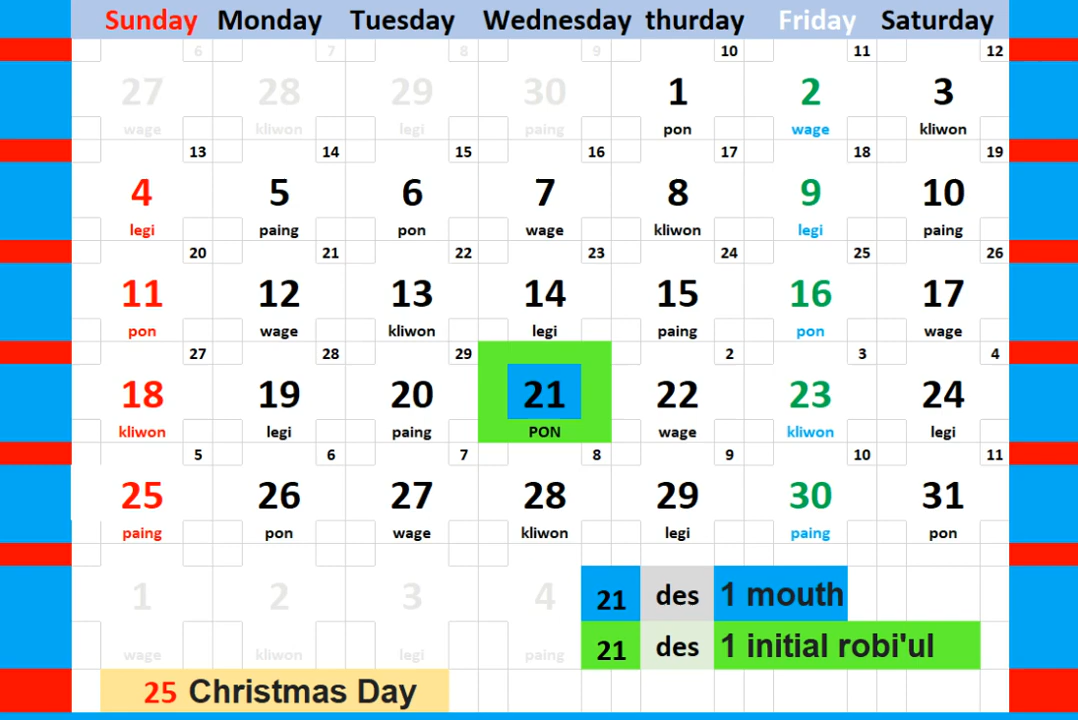 Sunday Monday Tuesday Wednesday thurday Friday Saturday
6 7 8 9 10 11 12
27 28 29 30 1 2 3
wage kliwon legi paing pon wage kliwon
13 14 15 16 17 18 19
4 5 6 7 8 9 10
legi paing pon wage kliwon legi paing
20 21 22 23 24 25 26
11 12 13 14 15 16 17
pon wage kliwon legi paing pon wage
27 28 29 2 3 4
18 19 20 21 22 23 24
kliwon legi paing PON wage kliwon legi
5 6 7 8 9 10 11
25 26 27 28 29 30 31
paing pon wage kliwon legi paing pon
1 2 3 4 21 des 1 mouth
wage kliwon legi paing 21 des 1 initial robi'ul
25 Christmas Day